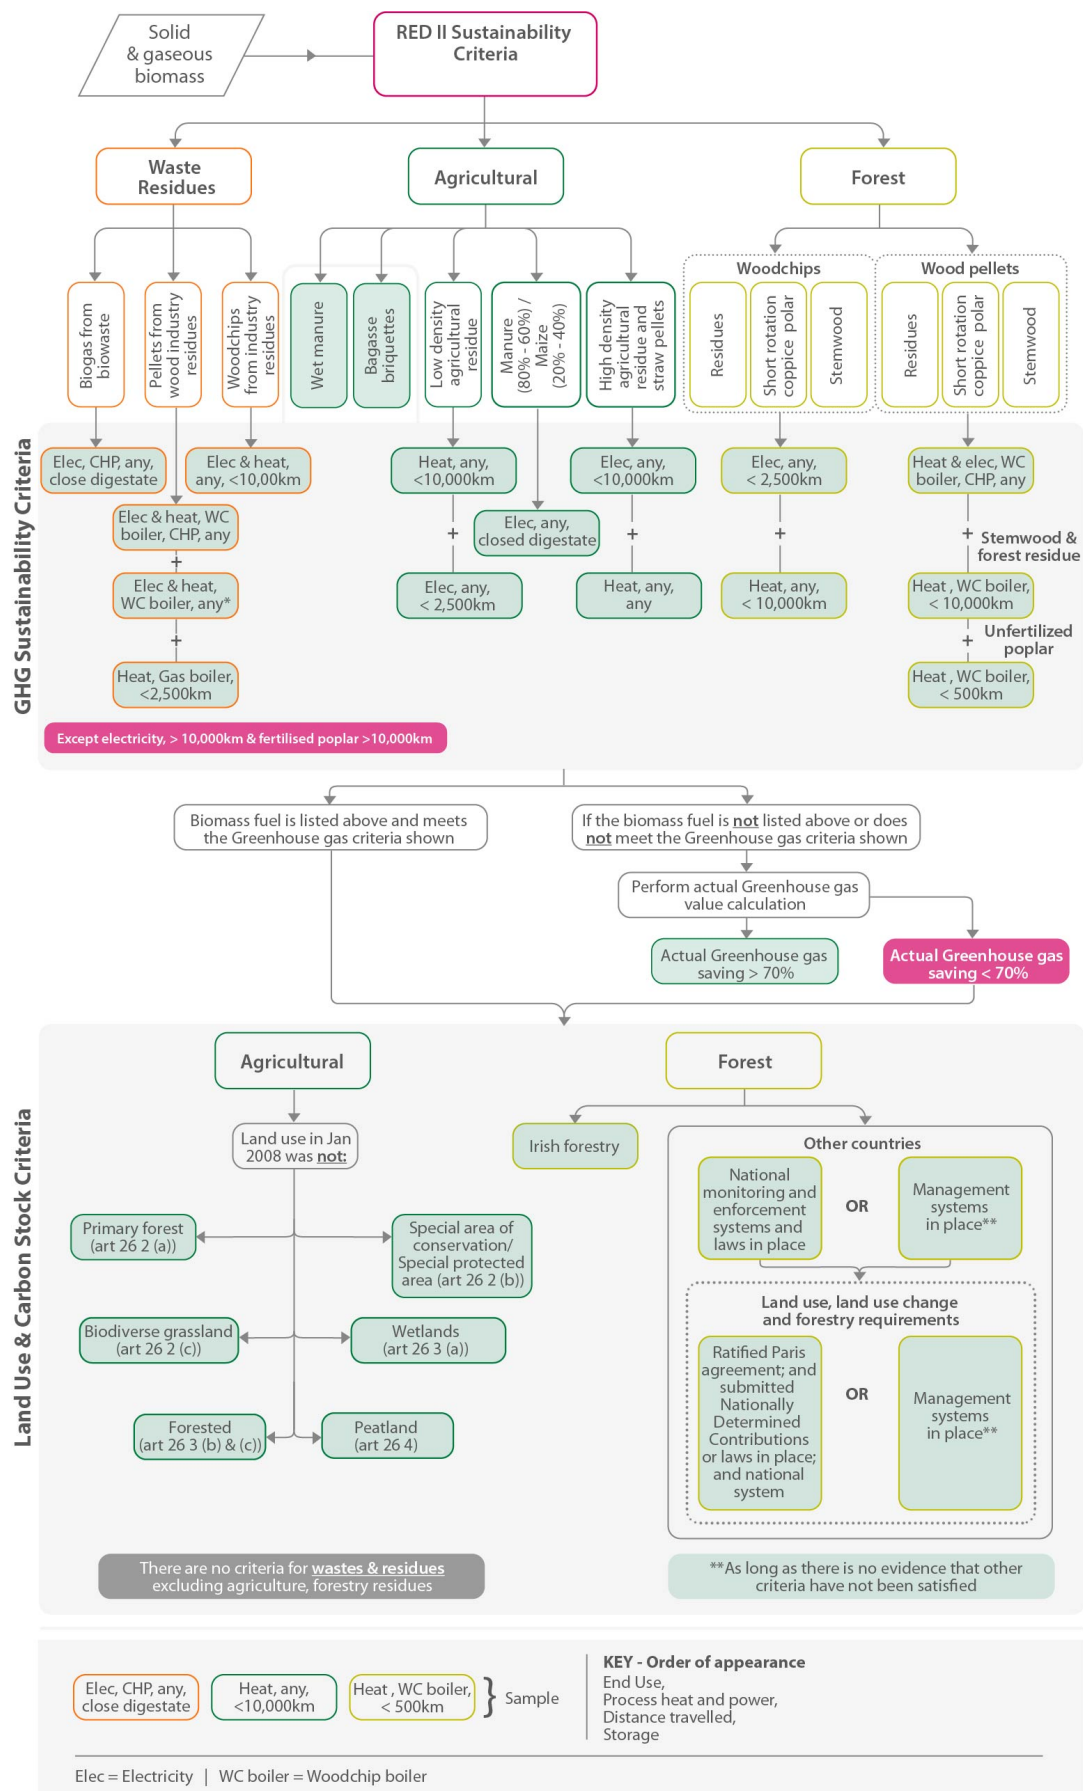 Solid
& gaseous
biomass
RED II Sustainability
Criteria
Waste
Residues
Agricultural
Forest
Biogas from
biowaste
Pellets from
wood industry
residues
Woodchips
from industry
residues
Wet manure
Bagasse
briquettes
Low density
agricultural
residue
Manure
(80% - 60%) /
Maize
(20% - 40%)
High density
agricultural
residue and
straw pellets
Woodchips
Residues
Short rotation
coppice polar
Stemwood
Wood pellets
Residues
Short rotation
coppice polar
Stemwood
GHG Sustainability Criteria
Elec, CHP, any,
close digestate
Elec & heat,
any, <10,00km
Elec & heat, WC
boiler, CHP, any
+
Elec & heat,
WC boiler, any*
+
Heat, Gas boiler,
<2,500km
Heat, any,
<10,000km
+
Elec, any,
< 2,500km
Elec, any,
closed digestate
Elec, any,
<10,000km
+
Heat, any,
any
Elec, any,
< 2,500km
+
Heat, any,
< 10,000km
Heat & elec, WC
boiler, CHP, any
+
Stemwood &
forest residue
Heat , WC boiler,
< 10,000km
+
Unfertilized
poplar
Heat , WC boiler,
< 500km
Except electricity, > 10,000km & fertilised poplar >10,000km
Biomass fuel is listed above and meets
the Greenhouse gas criteria shown
If the biomass fuel is not listed above or does
not meet the Greenhouse gas criteria shown
Perform actual Greenhouse gas
value calculation
Actual Greenhouse gas
saving > 70%
Actual Greenhouse gas
saving < 70%
Land Use & Carbon Stock Criteria
Agricultural
Land use in Jan
2008 was not:
Primary forest
(art 26 2 (a))
Special area of
conservation/
Special protected
area (art 26 2 (b))
Biodiverse grassland
(art 26 2 (c))
Wetlands
(art 26 3 (a))
Forested
(art 26 3 (b) & (c))
Peatland
(art 26 4)
Forest
Irish forestry
Other countries
National
monitoring and
enforcement
systems and
laws in place
OR
Management
systems
in place**
Land use, land use change
and forestry requirements
Ratified Paris
agreement; and
submitted
Nationally
Determined
Contributions
or laws in place;
and national
system
OR
Management
systems
in place**
There are no criteria for wastes & residues
excluding agriculture, forestry residues
**As long as there is no evidence that other
criteria have not been satisfied
Elec, CHP, any,
close digestate
Heat, any,
<10,000km
Heat , WC boiler,
< 500km
} Sample
KEY - Order of appearance
End Use,
Process heat and power,
Distance travelled,
Storage
Elec = Electricity | WC boiler = Woodchip boiler